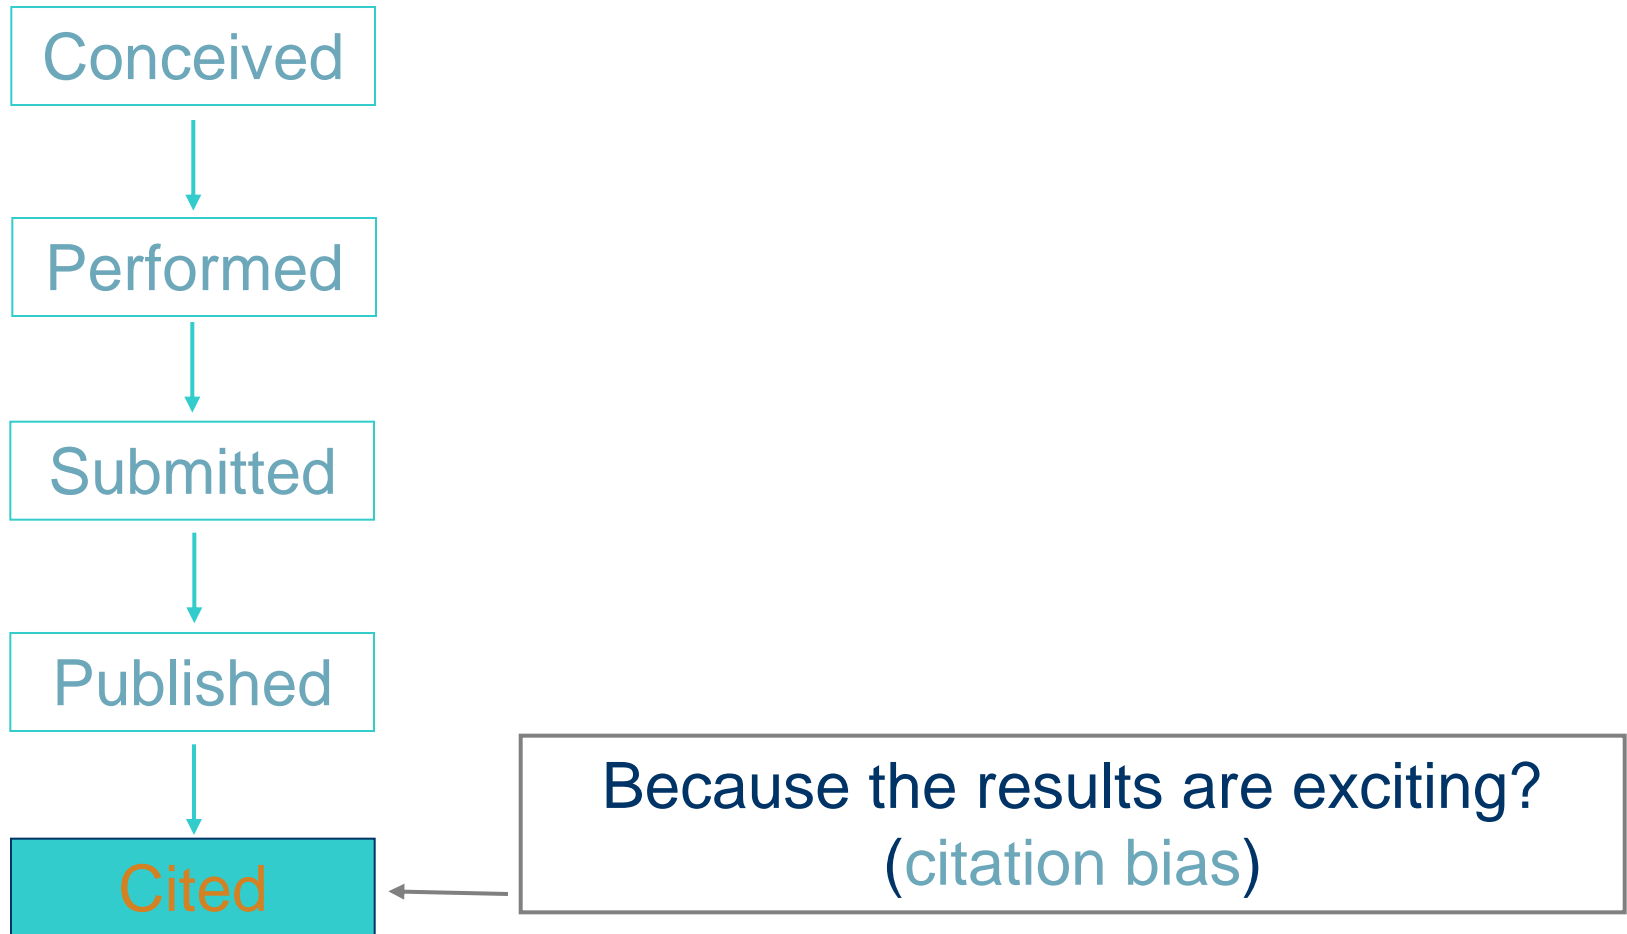 Conceived
Performed
Submitted
Published
Cited
Because the results are exciting?
(citation bias)